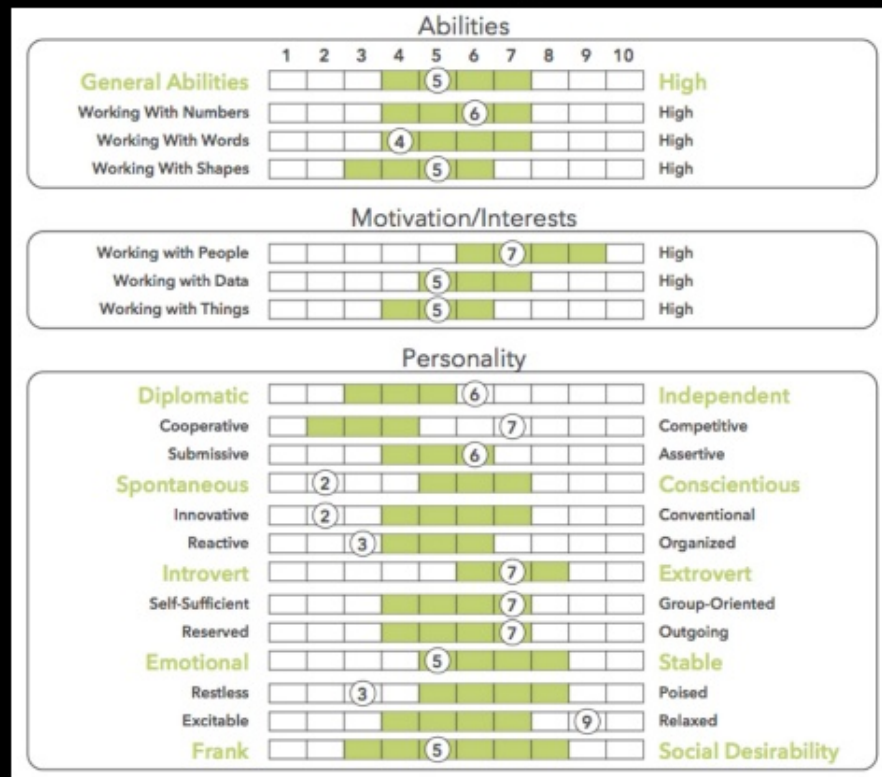 Abilities
1 2 3 4 5 6 7 8 9 10
General Abilities 5 High
Working With Numbers 6 High
Working With Words 4 High
Working With Shapes 5 High
Motivation/Interests
Working with People 7 High
Working with Data 5 High
Working with Things 5 High
Personality
Diplomatic 6 Independent
Cooperative 7 Competitive
Submissive 6 Assertive
Spontaneous 2 Conscientious
Innovative 2 Conventional
Reactive 3 Organized
Introvert 7 Extrovert
Self-Sufficient 7 Group-Oriented
Reserved 7 Outgoing
Emotional 5 Stable
Restless 3 Poised
Excitable 9 Relaxed
Frank 5 Social Desirability